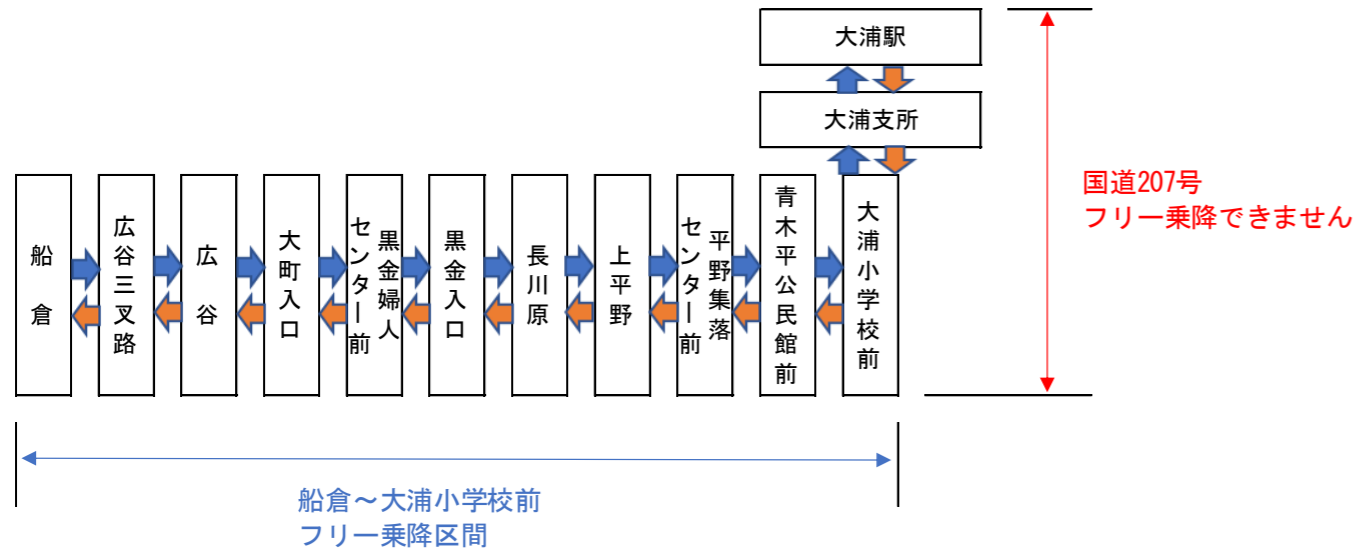 大浦駅
大浦支所
国道207号
フリー乗降できません
船倉
広谷三叉路
広谷
大町入口
黒金婦人
センター前
黒金入口
長川原
上平野
平野集落
センター前
青木平公民館前
大浦小学校前
船倉～大浦小学校前
フリー乗降区間